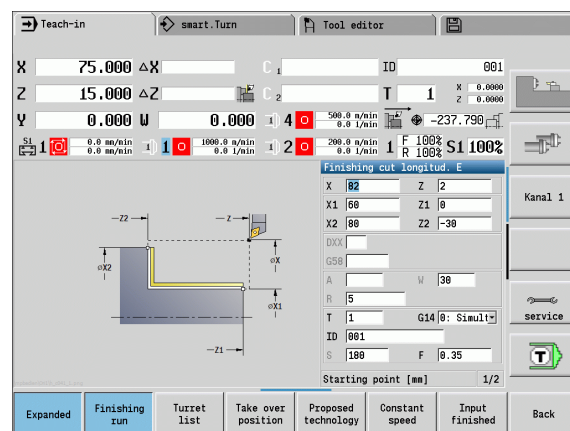 Teach-in smart.Turn Tool editor
X 75.000 △X C 1 ID 001
Z 15.000 △Z C 2 T 1 X 0.0000 Z 0.0000
Y 0.000 W 0.000 4 500.0 m/min 0.0 1/min -237.790
S1 1 0.0 mm/min 0.0 mm/min 1 1000.0 m/min 0.0 1/min 2 200.0 m/min 0.0 1/min 1 F 100% R 100% S1 100%
Finishing cut longitud. E
X 82 Z 2
X1 60 Z1 0
X2 80 Z2 -30
DXX
G58
A W 30
R 5
T 1 G14 0: Simult
ID 001
S 180 F 0.35
Starting point [mm] 1/2
Z2
Z
øX2
øX
øX1
Z1
Kanal 1
service
T
Expanded
Finishing run
Turret list
Take over position
Proposed technology
Constant speed
Input finished
Back